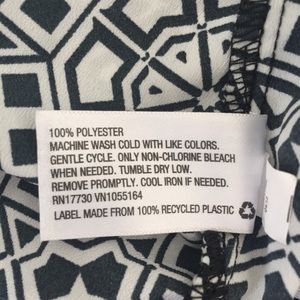 100% POLYESTER
MACHINE WASH COLD WITH LIKE COLORS.
GENTLE CYCLE. ONLY NON-CHLORINE BLEACH
WHEN NEEDED. TUMBLE DRY LOW.
REMOVE PROMPTLY. COOL IRON IF NEEDED.
RN17730 VN1055164
LABEL MADE FROM 100% RECYCLED PLASTIC